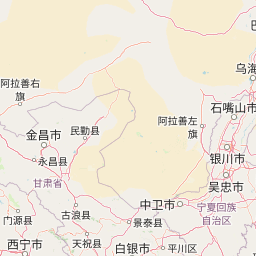 巴
乌海
阿拉善右
旗
石嘴山市
阿拉善左
旗
金昌市
民勤县
银川市
永昌县
吴忠市
甘肃省
中卫市
宁夏回族
自治区
古浪县
门源县
景泰县
西宁市
天祝县
白银市
平川区